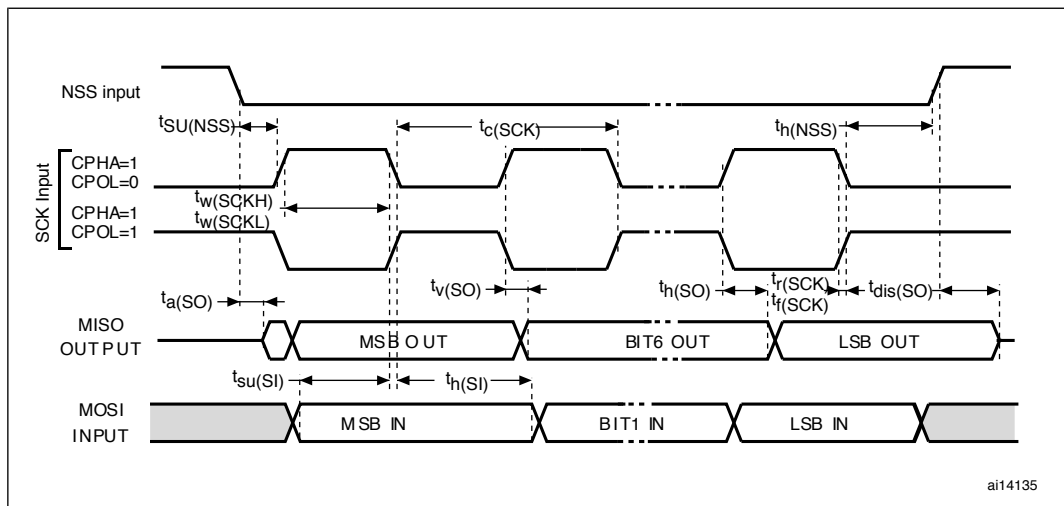 NSS input
tSU(NSS)
tc(SCK)
th(NSS)
SCK Input
CPHA=1
CPOL=0
tw(SCKH)
tw(SCKL)
CPHA=1
CPOL=1
ta(SO)
tv(SO)
th(SO)
tr(SCK)
tf(SCK)
tdis(SO)
MISO
OUTPUT
MSB OUT
BIT6 OUT
LSB OUT
tsu(SI)
th(SI)
MOSI
INPUT
MSB IN
BIT1 IN
LSB IN
ai14135